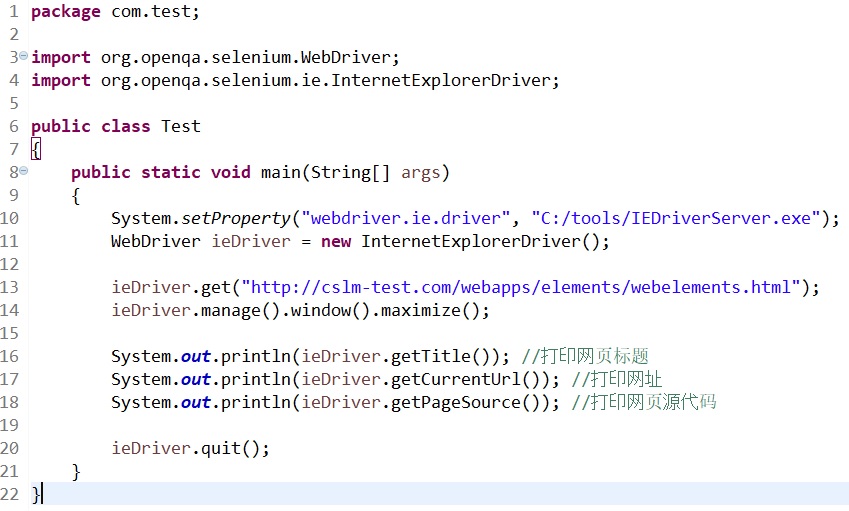 1 package com.test;
2
3 import org.openqa.selenium.WebDriver;
4 import org.openqa.selenium.ie.InternetExplorerDriver;
5
6 public class Test
7 {
8     public static void main(String[] args)
9     {
10         System.setProperty("webdriver.ie.driver", "C:/tools/IEDriverServer.exe");
11         WebDriver ieDriver = new InternetExplorerDriver();
12
13         ieDriver.get("http://cslm-test.com/webapps/elements/webelements.html");
14         ieDriver.manage().window().maximize();
15
16         System.out.println(ieDriver.getTitle()); //打印网页标题
17         System.out.println(ieDriver.getCurrentUrl()); //打印网址
18         System.out.println(ieDriver.getPageSource()); //打印网页源代码
19
20         ieDriver.quit();
21     }
22 }